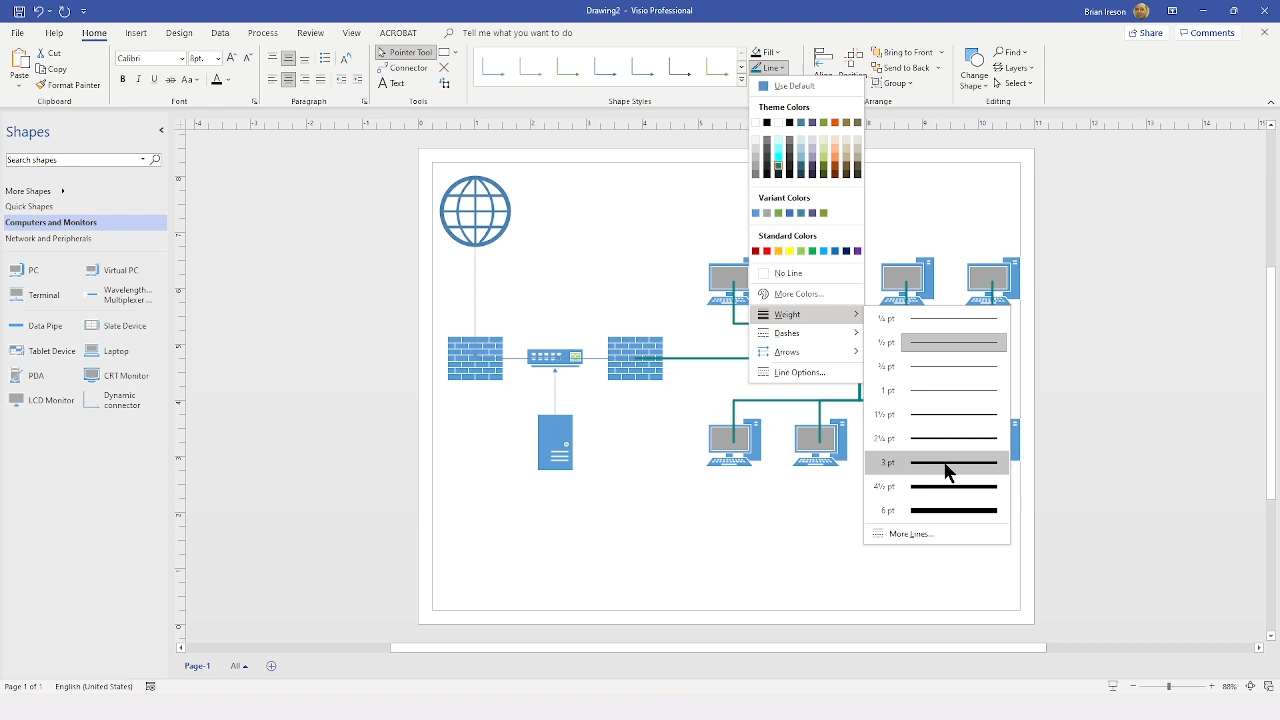 Drawing2 - Visio Professional
Brian Ireson
File Home Insert Design Data Process Review View ACROBAT Tell me what you want to do
Share Comments
Paste
Cut
Copy
Format Painter
Clipboard
Calibri 8pt.
B I U ab Aa A
Font
Paragraph
Pointer Tool
Connector
A Text
Tools
Shape Styles
Fill
Line
Bring to Front
Send to Back
Group
Arrange
Change
Shape
Find
Layers
Select
Editing
Shapes
Search shapes
More Shapes
Quick Shapes
Computers and Monitors
Network and Peripherals
PC
Virtual PC
Terminal
Wavelength...
Multiplexer ...
Data Pipe
Slate Device
Tablet Device
Laptop
PDA
CRT Monitor
LCD Monitor
Dynamic
connector
Use Default
Theme Colors
Variant Colors
Standard Colors
No Line
More Colors...
Weight
Dashes
Arrows
Line Options...
¼ pt
½ pt
¾ pt
1 pt
1½ pt
2¼ pt
3 pt
4½ pt
6 pt
More Lines...
Page-1 All
Page 1 of 1 English (United States)
88%